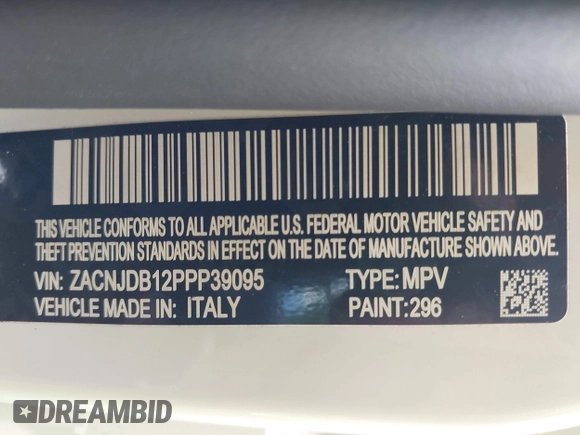 THIS VEHICLE CONFORMS TO ALL APPLICABLE U.S. FEDERAL MOTOR VEHICLE SAFETY AND
THEFT PREVENTION STANDARDS IN EFFECT ON THE DATE OF MANUFACTURE SHOWN ABOVE.
VIN: ZACNJDB12PPP39095 TYPE: MPV
VEHICLE MADE IN: ITALY PAINT: 296
DREAMBID